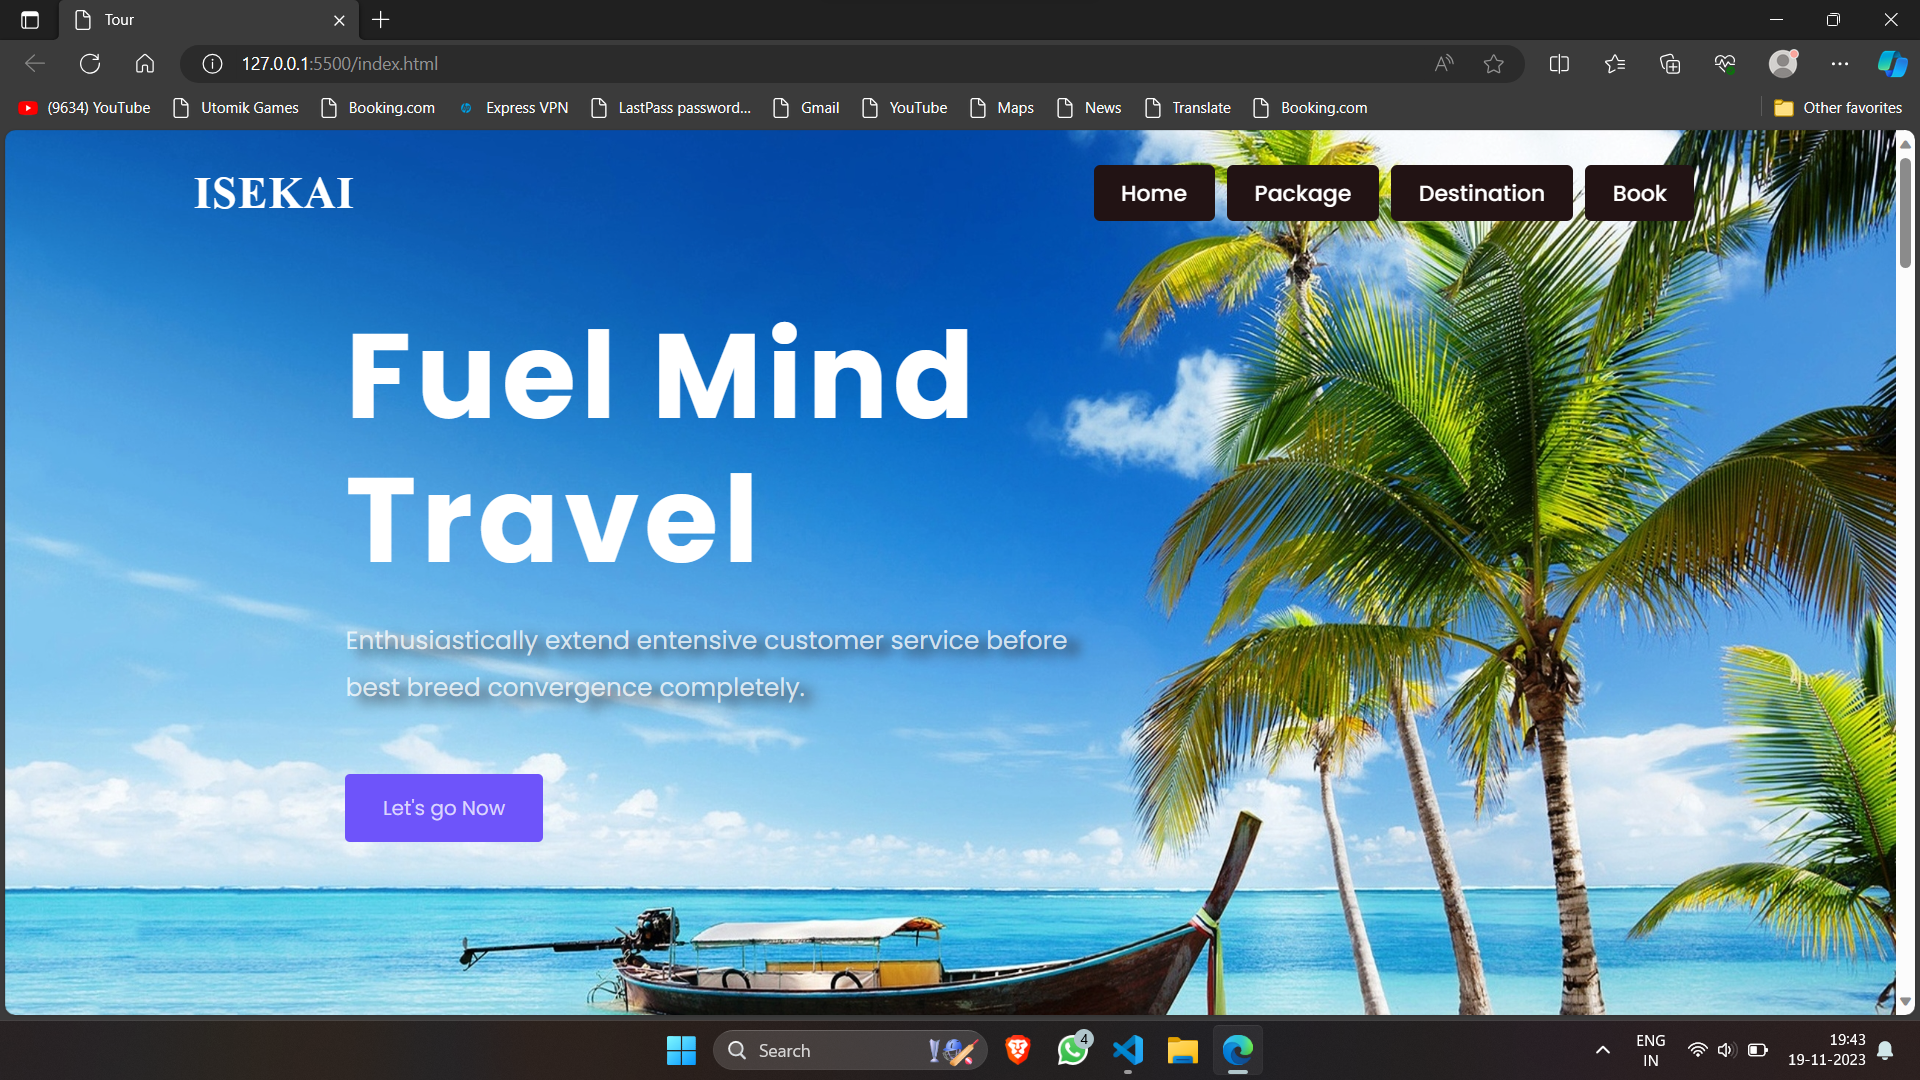 Tour
127.0.0.1:5500/index.html
(9634) YouTube Utomik Games Booking.com Express VPN LastPass password... Gmail YouTube Maps News Translate Booking.com Other favorites
ISEKAI Home Package Destination Book
Fuel Mind
Travel
Enthusiastically extend entensive customer service before
best breed convergence completely.
Let's go Now
Search
4
ENG
IN
19:43
19-11-2023